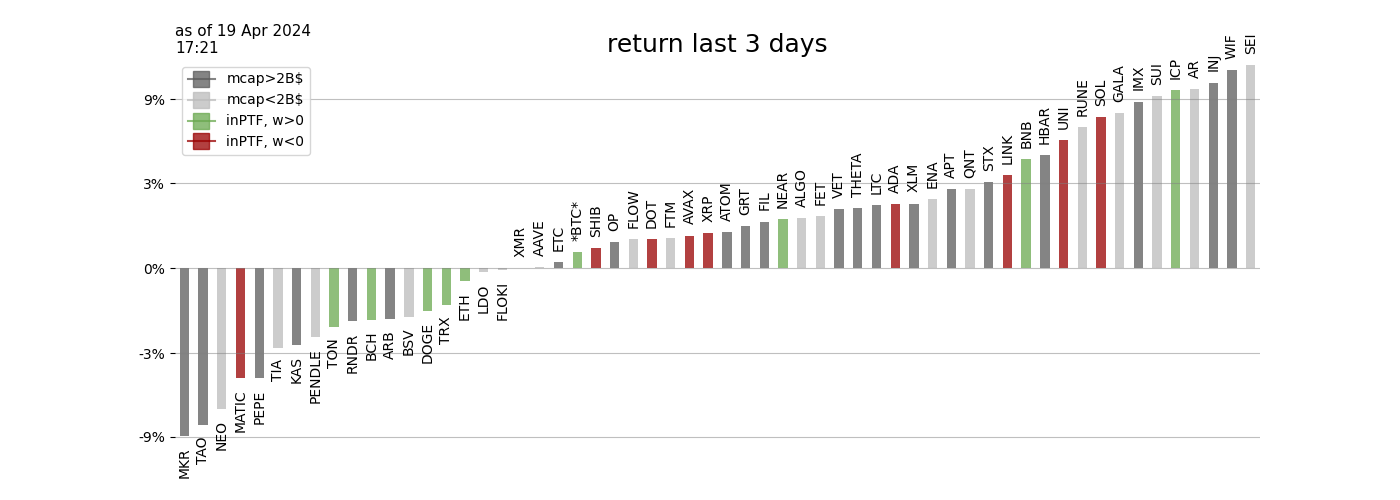 as of 19 Apr 2024
17:21
return last 3 days
mcap>2B$
mcap<2B$
inPTF, w>0
inPTF, w<0
9%
3%
0%
-3%
-9%
MKR
TAO
NEO
MATIC
PEPE
TIA
KAS
PENDLE
TON
RNDR
BCH
ARB
BSV
DOGE
TRX
ETH
LDO
FLOKI
XMR
AAVE
ETC
*BTC*
SHIB
OP
FLOW
DOT
FTM
AVAX
XRP
ATOM
GRT
FIL
NEAR
ALGO
FET
VET
THETA
LTC
ADA
XLM
ENA
APT
QNT
STX
LINK
BNB
HBAR
UNI
RUNE
SOL
GALA
IMX
SUI
ICP
AR
INJ
WIF
SEI